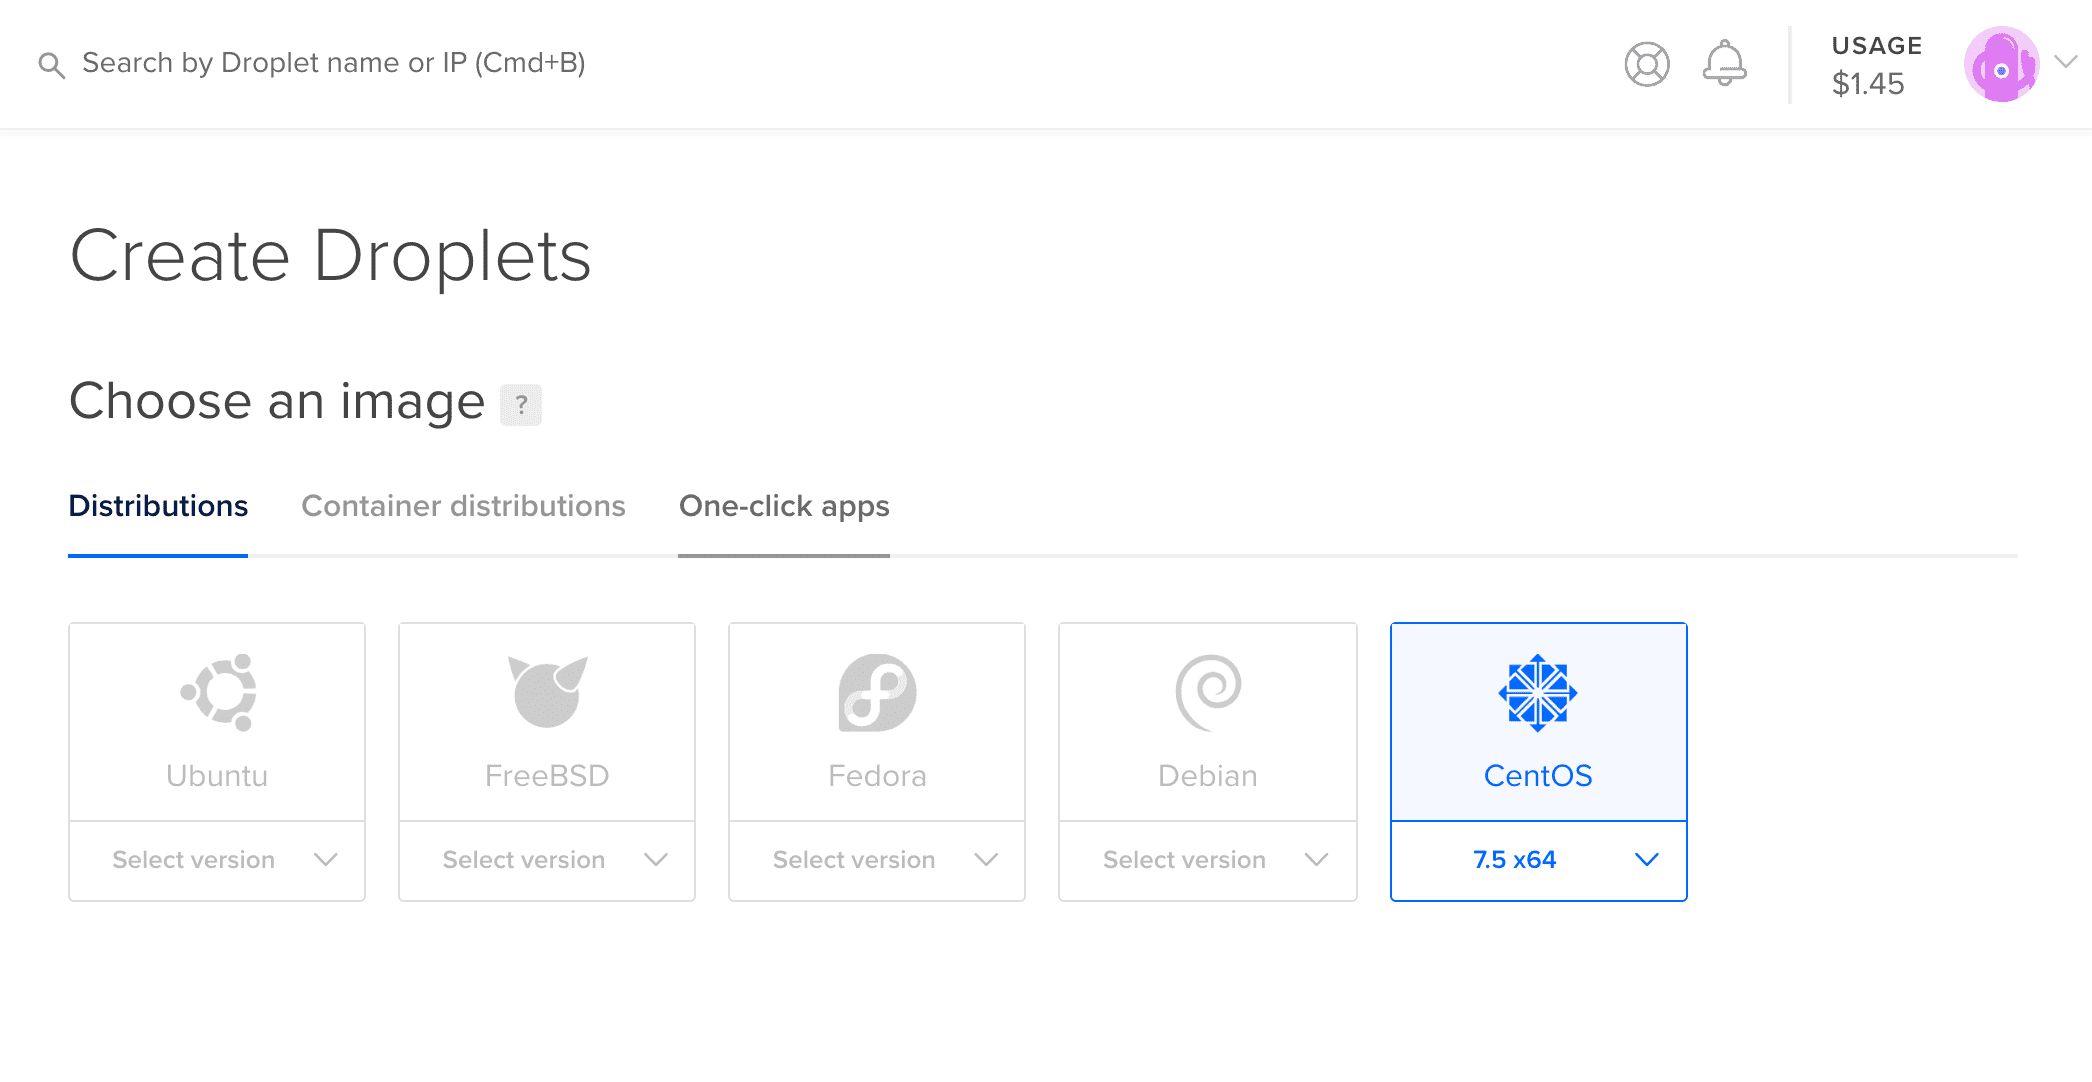 Search by Droplet name or IP (Cmd+B)
USAGE
$1.45
Create Droplets
Choose an image ?
Distributions Container distributions One-click apps
Ubuntu FreeBSD Fedora Debian CentOS
Select version Select version Select version Select version 7.5 x64